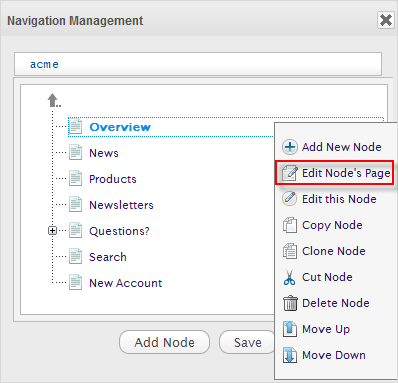 Navigation Management
acme
Overview
News
Products
Newsletters
Questions?
Search
New Account
Add New Node
Edit Node's Page
Edit this Node
Copy Node
Clone Node
Cut Node
Delete Node
Move Up
Move Down
Add Node
Save